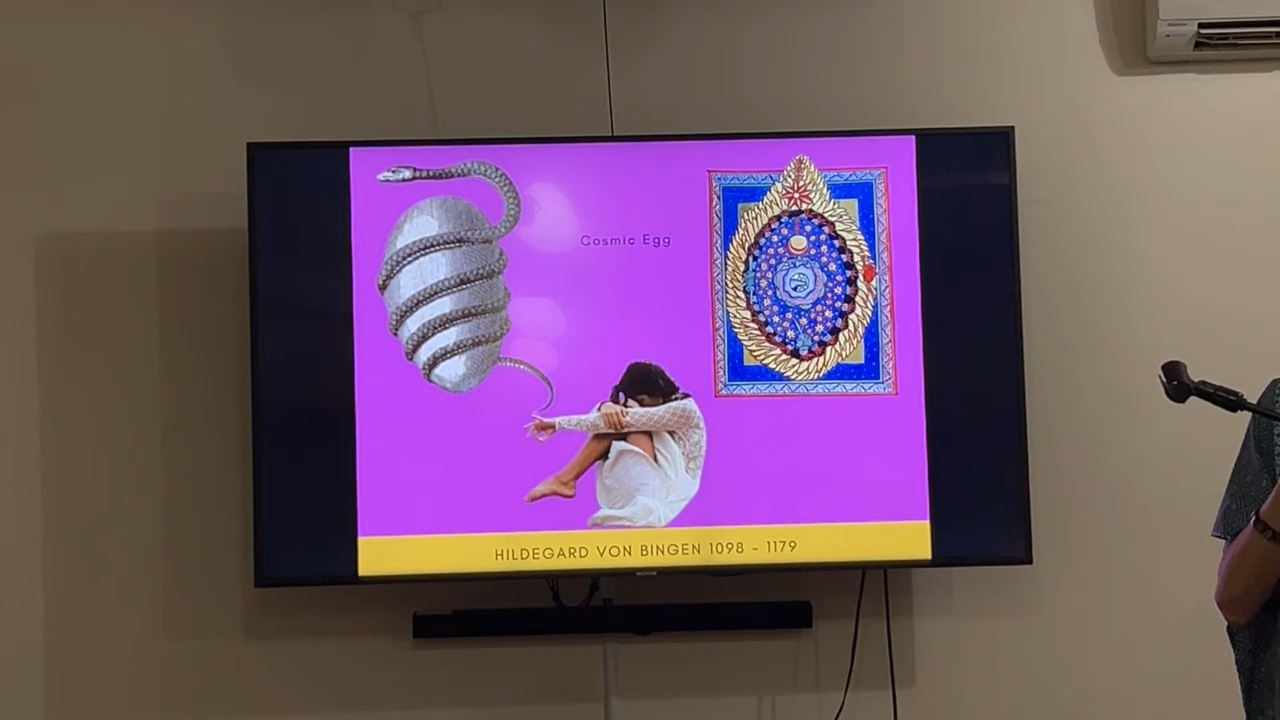 Cosmic Egg
HILDEGARD VON BINGEN 1098 – 1179